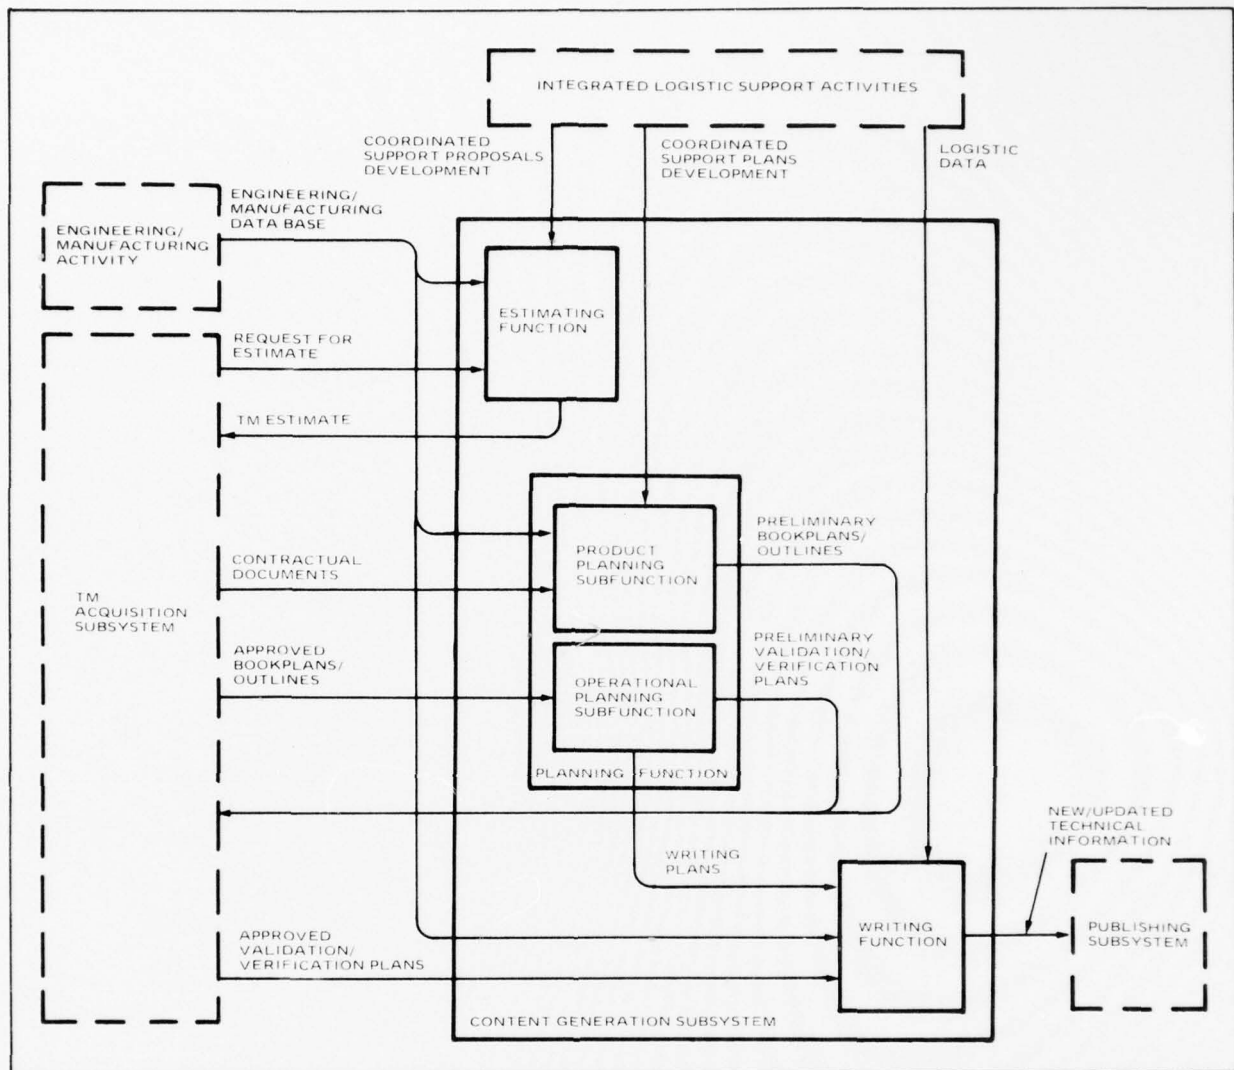 INTEGRATED LOGISTIC SUPPORT ACTIVITIES
COORDINATED
SUPPORT PROPOSALS
DEVELOPMENT
COORDINATED
SUPPORT PLANS
DEVELOPMENT
LOGISTIC
DATA
ENGINEERING/
MANUFACTURING
DATA BASE
ENGINEERING/
MANUFACTURING
ACTIVITY
ESTIMATING
FUNCTION
REQUEST FOR
ESTIMATE
TM ESTIMATE
PRELIMINARY
BOOKPLANS/
OUTLINES
PRODUCT
PLANNING
SUBFUNCTION
CONTRACTUAL
DOCUMENTS
TM
ACQUISITION
SUBSYSTEM
PRELIMINARY
VALIDATION/
VERIFICATION
PLANS
APPROVED
BOOKPLANS/
OUTLINES
OPERATIONAL
PLANNING
SUBFUNCTION
PLANNING FUNCTION
NEW/UPDATED
TECHNICAL
INFORMATION
WRITING
PLANS
WRITING
FUNCTION
PUBLISHING
SUBSYSTEM
APPROVED
VALIDATION/
VERIFICATION PLANS
CONTENT GENERATION SUBSYSTEM